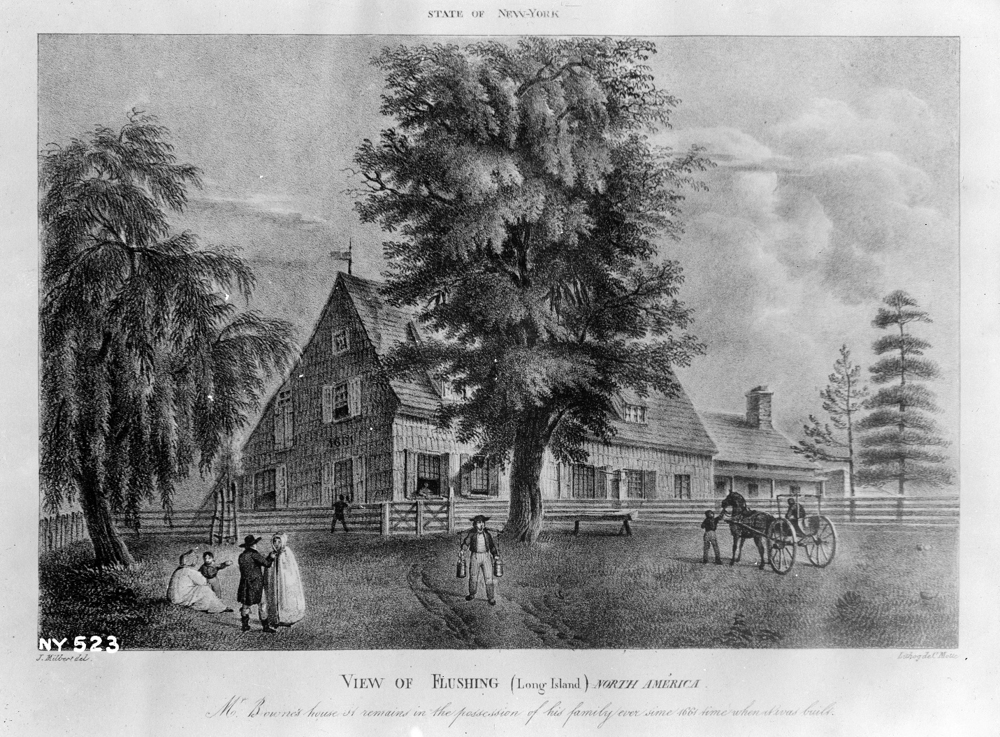 STATE OF NEW-YORK
1661
NY 523
J. Milbert del.
Lithog. de C. Motte
VIEW OF FLUSHING (Long Island) NORTH AMÉRICA.
Mr. Bowne's house it remains in the possession of his family ever sime 1661 time when it was built.